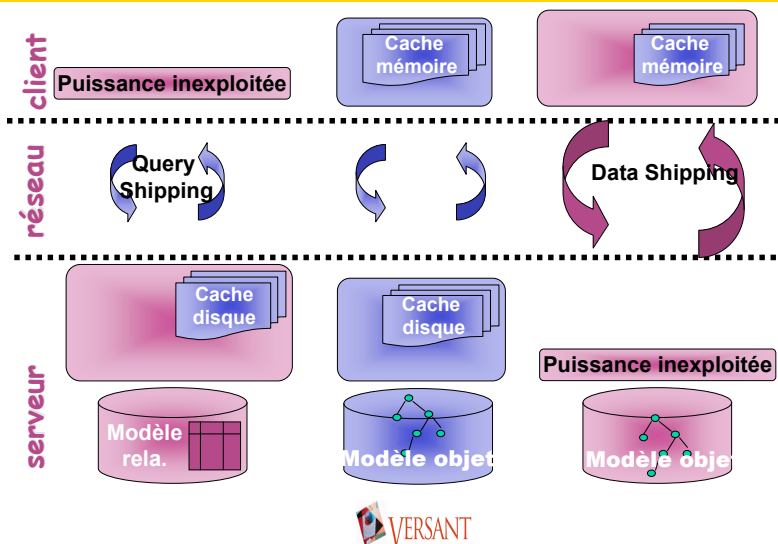 client
Puissance inexploitée
Cache
mémoire
Cache
mémoire
réseau
Query
Shipping
Data Shipping
serveur
Cache
disque
Cache
disque
Puissance inexploitée
Modèle
rela.
Modèle objet
Modèle objet
VERSANT